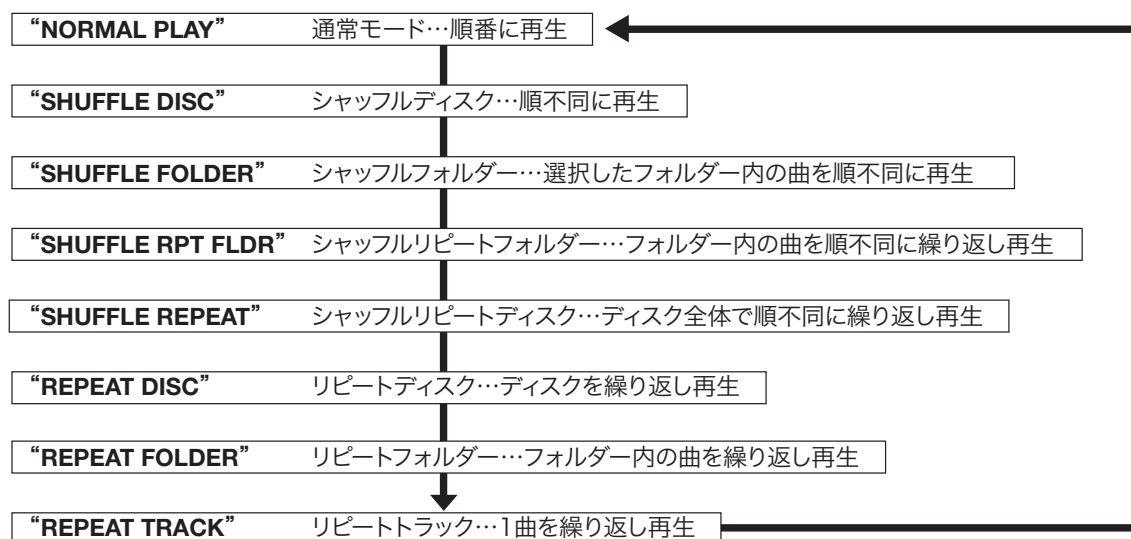 “NORMAL PLAY” 通常モード…順番に再生
“SHUFFLE DISC” シャッフルディスク…順不同に再生
“SHUFFLE FOLDER” シャッフルフォルダー…選択したフォルダー内の曲を順不同に再生
“SHUFFLE RPT FLDR” シャッフルリピートフォルダー…フォルダー内の曲を順不同に繰り返し再生
“SHUFFLE REPEAT” シャッフルリピートディスク…ディスク全体で順不同に繰り返し再生
“REPEAT DISC” リピートディスク…ディスクを繰り返し再生
“REPEAT FOLDER” リピートフォルダー…フォルダー内の曲を繰り返し再生
“REPEAT TRACK” リピートトラック…1曲を繰り返し再生